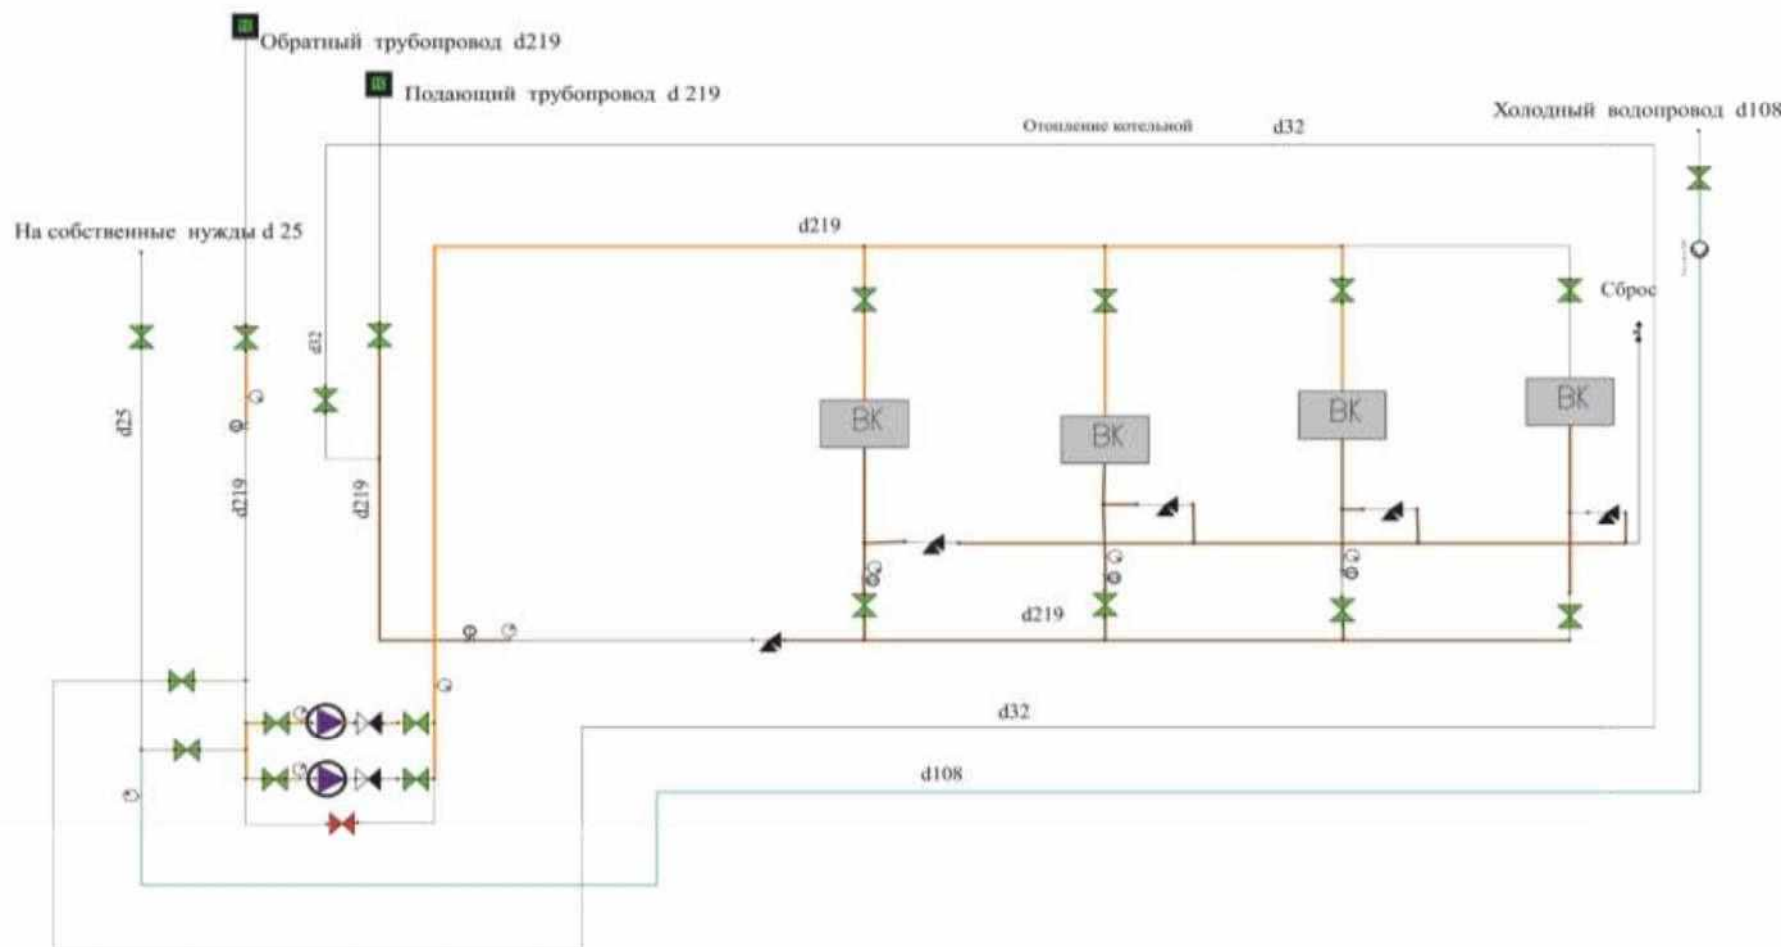 Обратный трубопровод d219
Подающий трубопровод d 219
Холодный водопровод d108
Отопление котельной d32
На собственные нужды d 25
d219
Сброс
d32
d25
d219
d219
ВК
ВК
ВК
ВК
d219
d32
d108